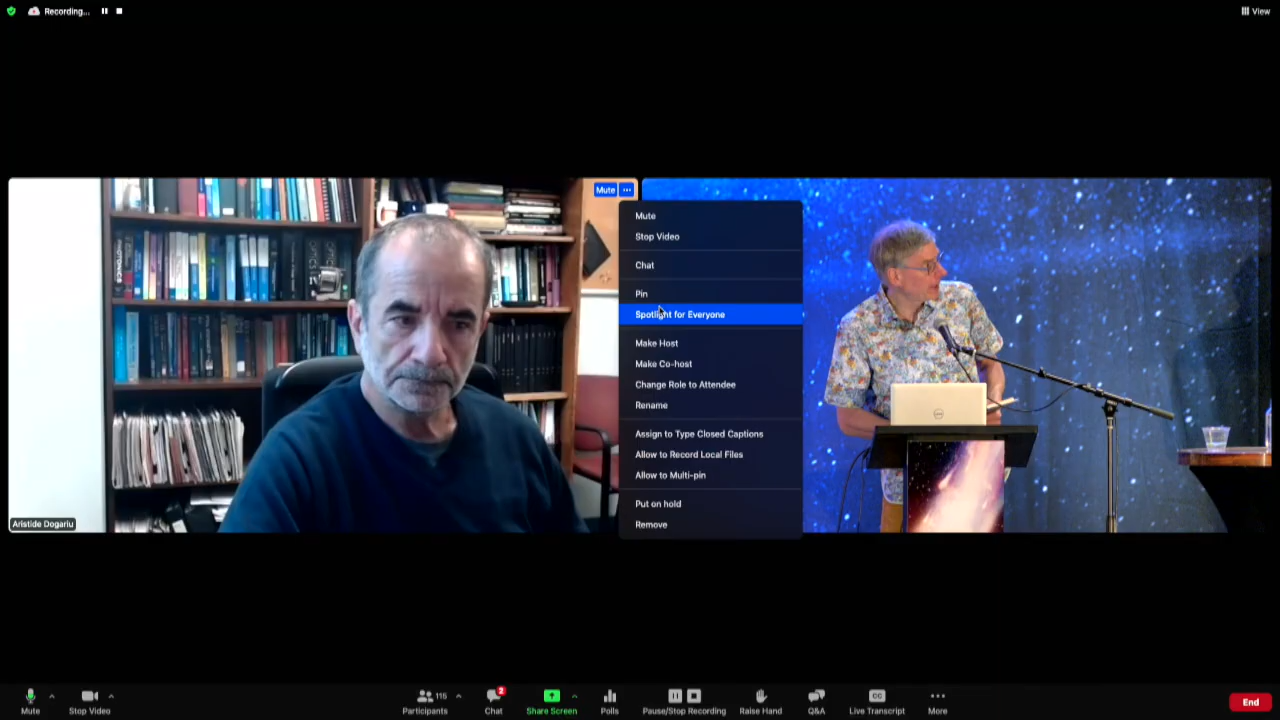 Recording...
View
Mute
Mute
Stop Video
Chat
Pin
Spotlight for Everyone
Make Host
Make Co-host
Change Role to Attendee
Rename
Assign to Type Closed Captions
Allow to Record Local Files
Allow to Multi-pin
Put on hold
Remove
Aristide Dogariu
Mute
Stop Video
115
Participants
2
Chat
Share Screen
Polls
Pause/Stop Recording
Raise Hand
Q&A
CC
Live Transcript
More
End